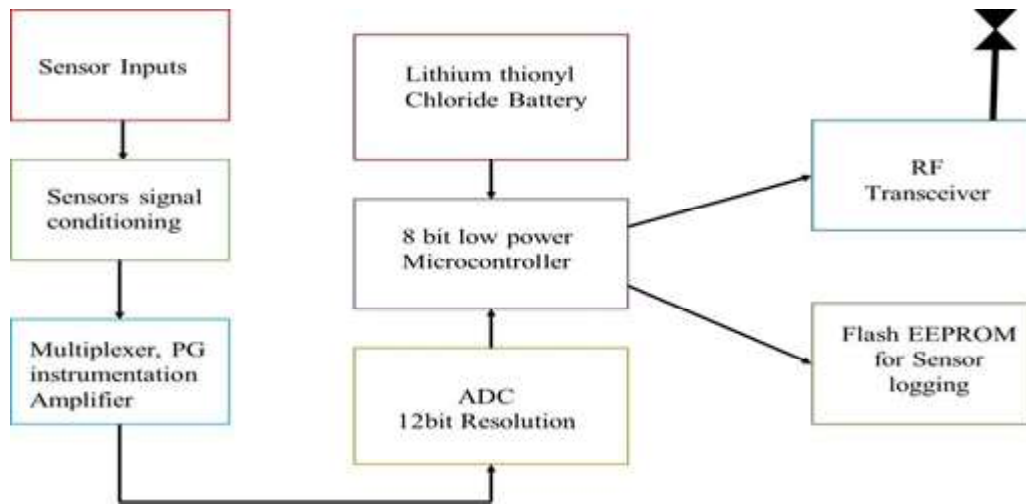 Sensor Inputs
Sensors signal
conditioning
Multiplexer, PG
instrumentation
Amplifier
Lithium thionyl
Chloride Battery
8 bit low power
Microcontroller
ADC
12bit Resolution
RF
Transceiver
Flash EEPROM
for Sensor
logging